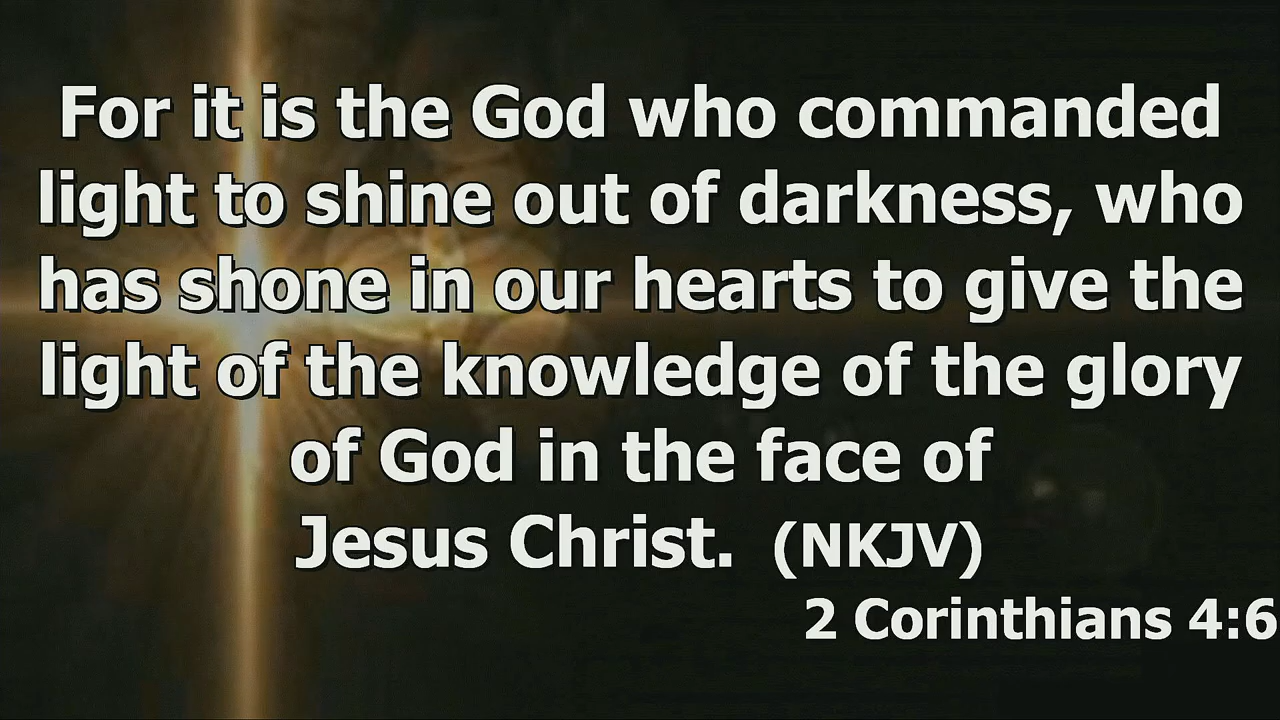 For it is the God who commanded
light to shine out of darkness, who
has shone in our hearts to give the
light of the knowledge of the glory
of God in the face of
Jesus Christ. (NKJV)
2 Corinthians 4:6